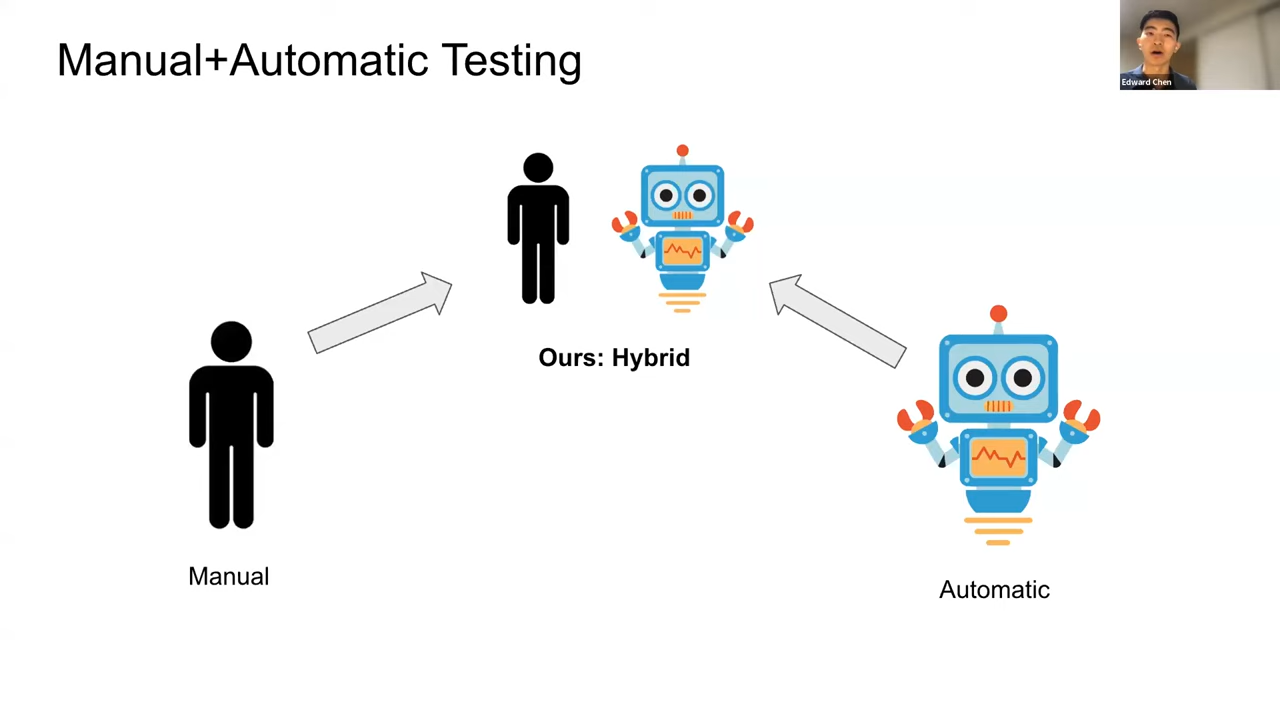 Manual+Automatic Testing
Edward Chen
Ours: Hybrid
Manual
Automatic